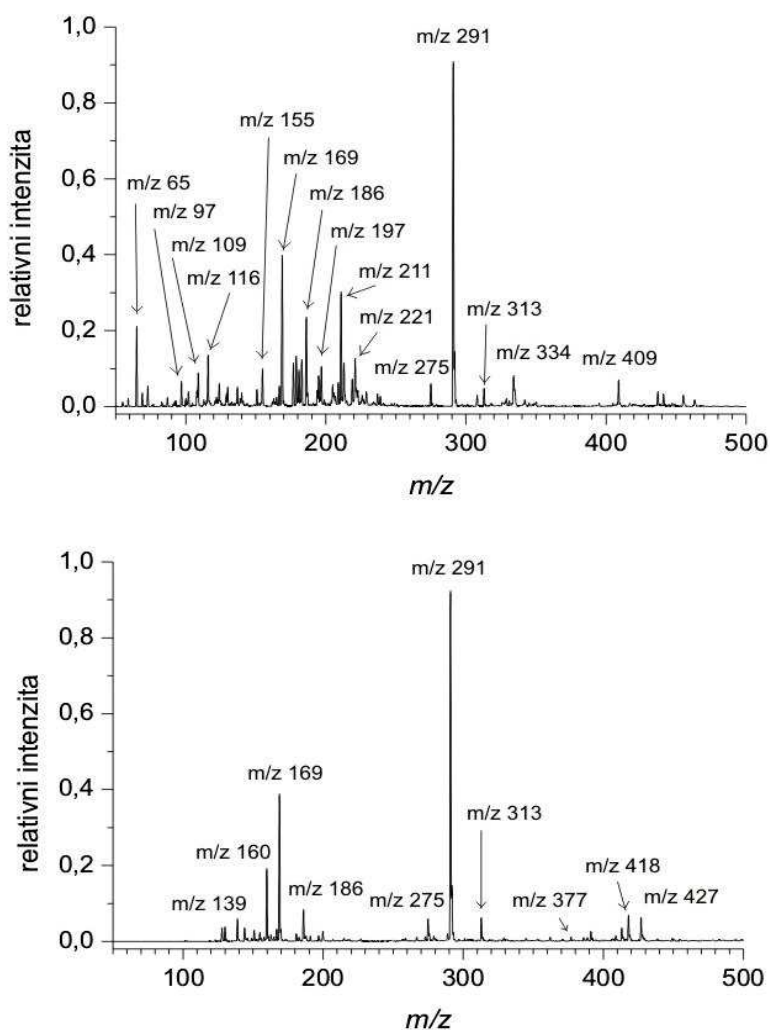 1,0
m/z 291
0,8
m/z 155
m/z 169
0,6
m/z 65
m/z 186
m/z 97
m/z 197
0,4
m/z 109
m/z 116
m/z 211
m/z 313
0,2
m/z 221
m/z 275
m/z 334
m/z 409
0,0
100
200
300
400
500
m/z
relativni intenzita
1,0
m/z 291
0,8
0,6
m/z 169
0,4
m/z 313
m/z 160
0,2
m/z 418
m/z 139
m/z 186
m/z 275
m/z 377
m/z 427
0,0
100
200
300
400
500
m/z
relativni intenzita